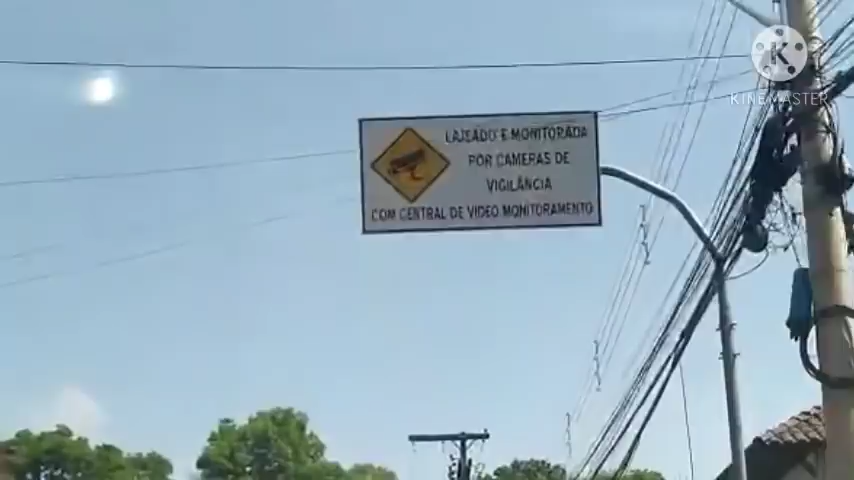 KINEMASTER
LAJEADO E MONITORADA
POR CAMERAS DE
VIGILÂNCIA
COM CENTRAL DE VIDEO MONITORAMENTO